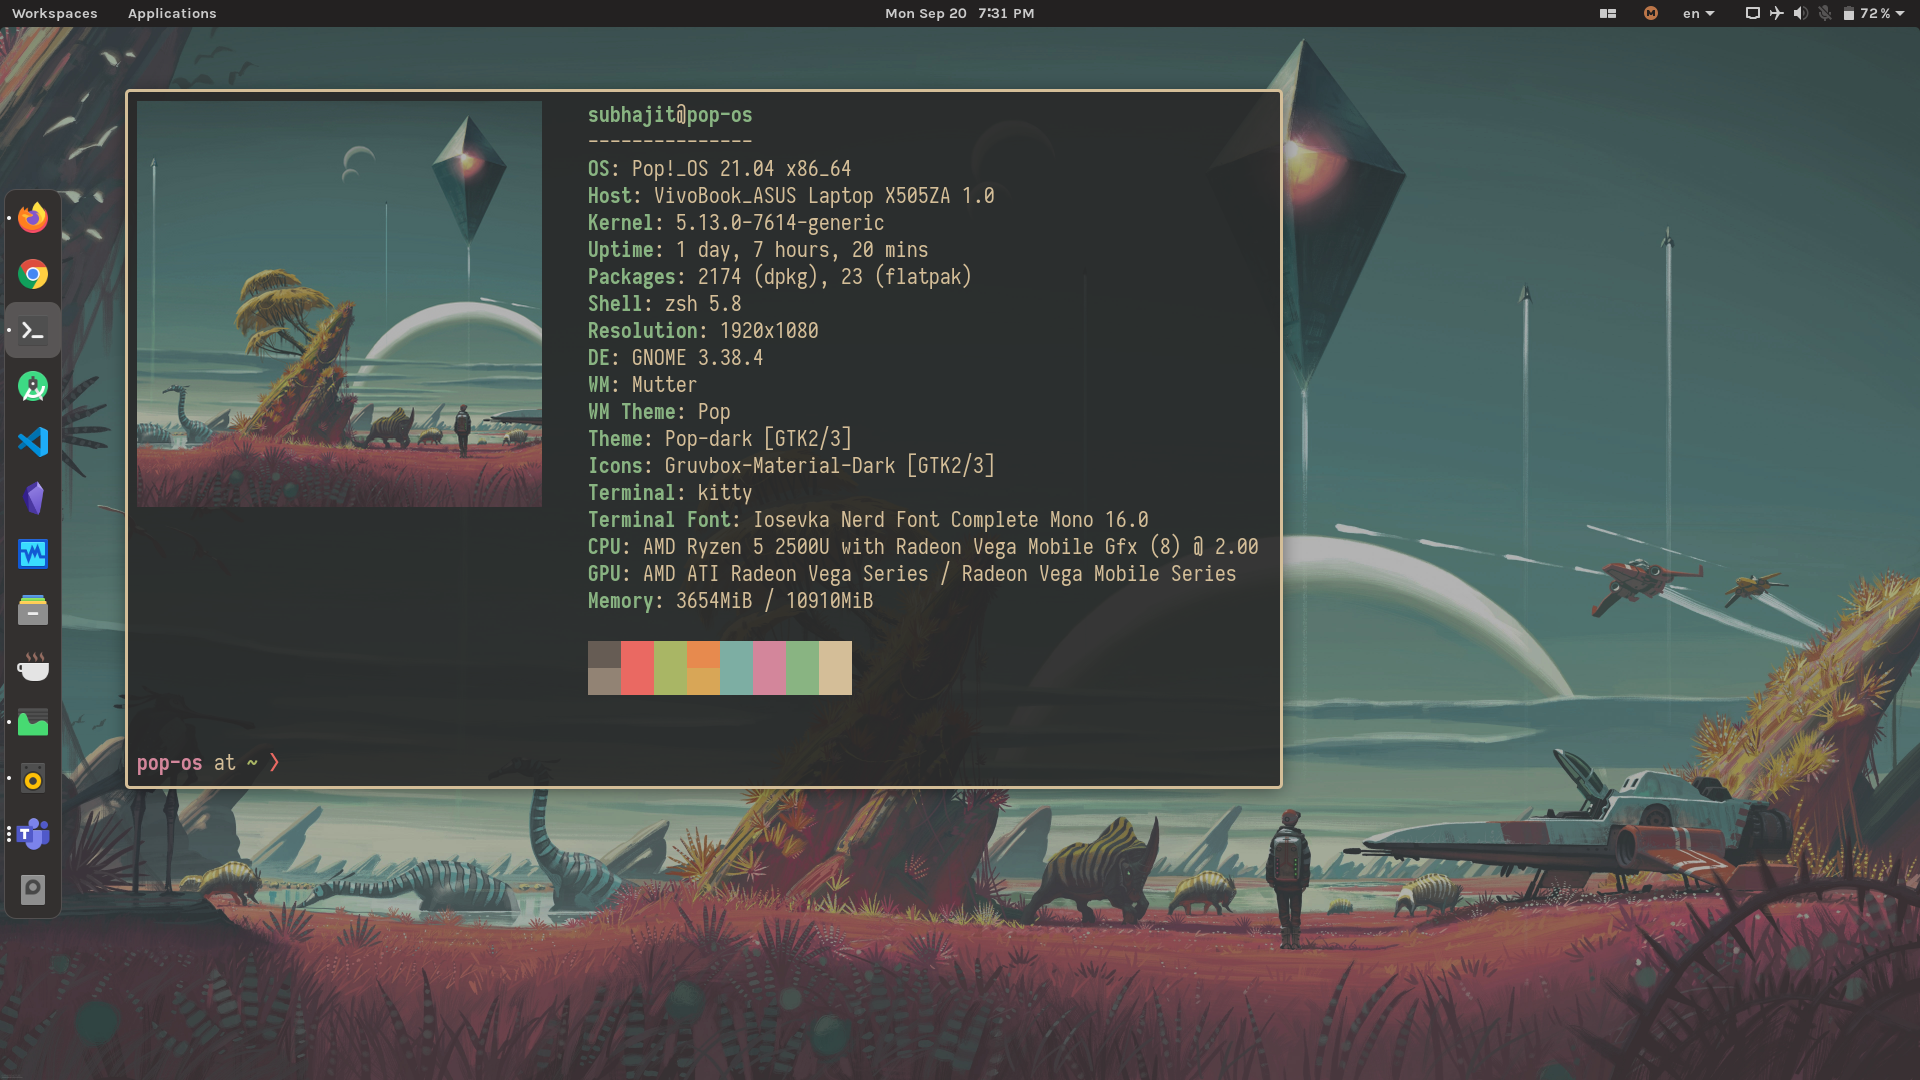 Workspaces Applications Mon Sep 20 7:31 PM en 72%
subhajit@pop-os
---------------
OS: Pop!_OS 21.04 x86_64
Host: VivoBook_ASUS Laptop X505ZA 1.0
Kernel: 5.13.0-7614-generic
Uptime: 1 day, 7 hours, 20 mins
Packages: 2174 (dpkg), 23 (flatpak)
Shell: zsh 5.8
Resolution: 1920x1080
DE: GNOME 3.38.4
WM: Mutter
WM Theme: Pop
Theme: Pop-dark [GTK2/3]
Icons: Gruvbox-Material-Dark [GTK2/3]
Terminal: kitty
Terminal Font: Iosevka Nerd Font Complete Mono 16.0
CPU: AMD Ryzen 5 2500U with Radeon Vega Mobile Gfx (8) @ 2.00
GPU: AMD ATI Radeon Vega Series / Radeon Vega Mobile Series
Memory: 3654MiB / 10910MiB
pop-os at ~ ❯